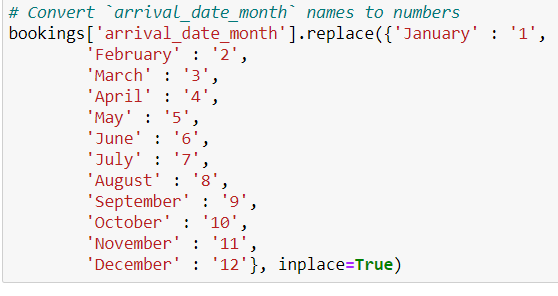 # Convert `arrival_date_month` names to numbers
bookings['arrival_date_month'].replace({'January' : '1',
        'February' : '2',
        'March' : '3',
        'April' : '4',
        'May' : '5',
        'June' : '6',
        'July' : '7',
        'August' : '8',
        'September' : '9',
        'October' : '10',
        'November' : '11',
        'December' : '12'}, inplace=True)